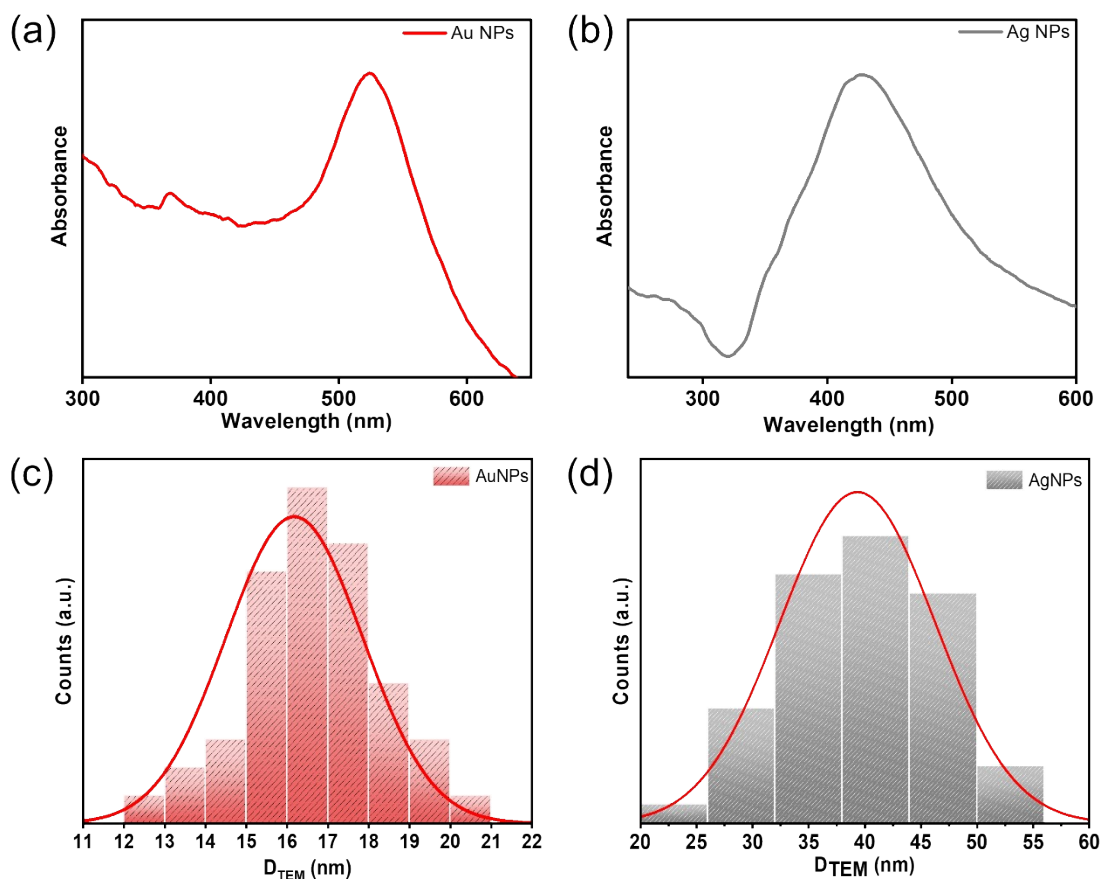 (a)
Au NPs
Absorbance
300 400 500 600
Wavelength (nm)
(b)
Ag NPs
Absorbance
300 400 500 600
Wavelength (nm)
(c)
AuNPs
Counts (a.u.)
11 12 13 14 15 16 17 18 19 20 21 22
DTEM (nm)
(d)
AgNPs
Counts (a.u.)
20 25 30 35 40 45 50 55 60
DTEM (nm)